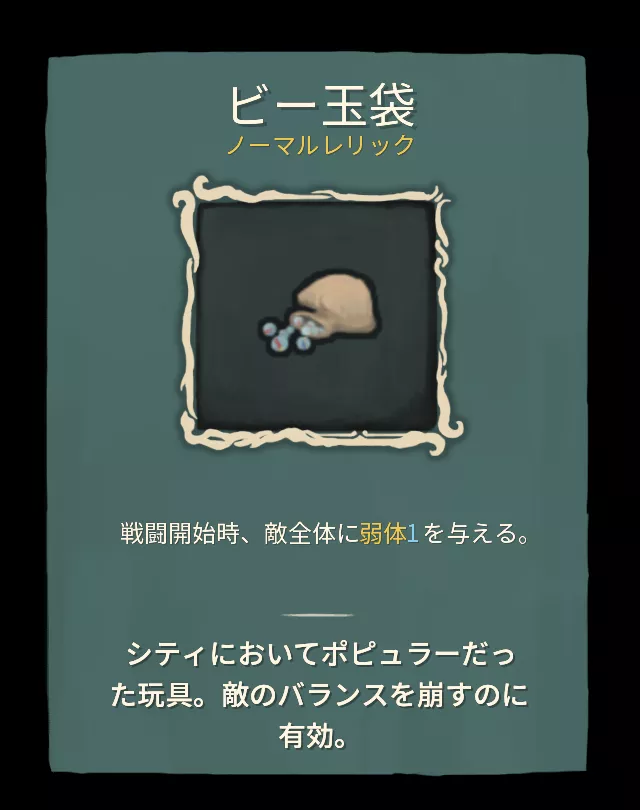 ビー玉袋
ノーマルレリック
戦闘開始時、敵全体に弱体1を与える。
シティにおいてポピュラーだっ
た玩具。敵のバランスを崩すのに
有効。